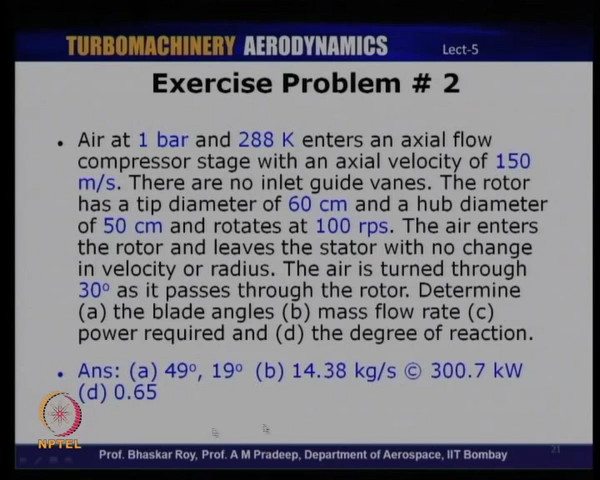 TURBOMACHINERY AERODYNAMICS Lect-5
Exercise Problem # 2
• Air at 1 bar and 288 K enters an axial flow
compressor stage with an axial velocity of 150
m/s. There are no inlet guide vanes. The rotor
has a tip diameter of 60 cm and a hub diameter
of 50 cm and rotates at 100 rps. The air enters
the rotor and leaves the stator with no change
in velocity or radius. The air is turned through
30º as it passes through the rotor. Determine
(a) the blade angles (b) mass flow rate (c)
power required and (d) the degree of reaction.
• Ans: (a) 49º, 19º (b) 14.38 kg/s © 300.7 kW
(d) 0.65
NPTEL
Prof. Bhaskar Roy, Prof. A M Pradeep, Department of Aerospace, IIT Bombay
21